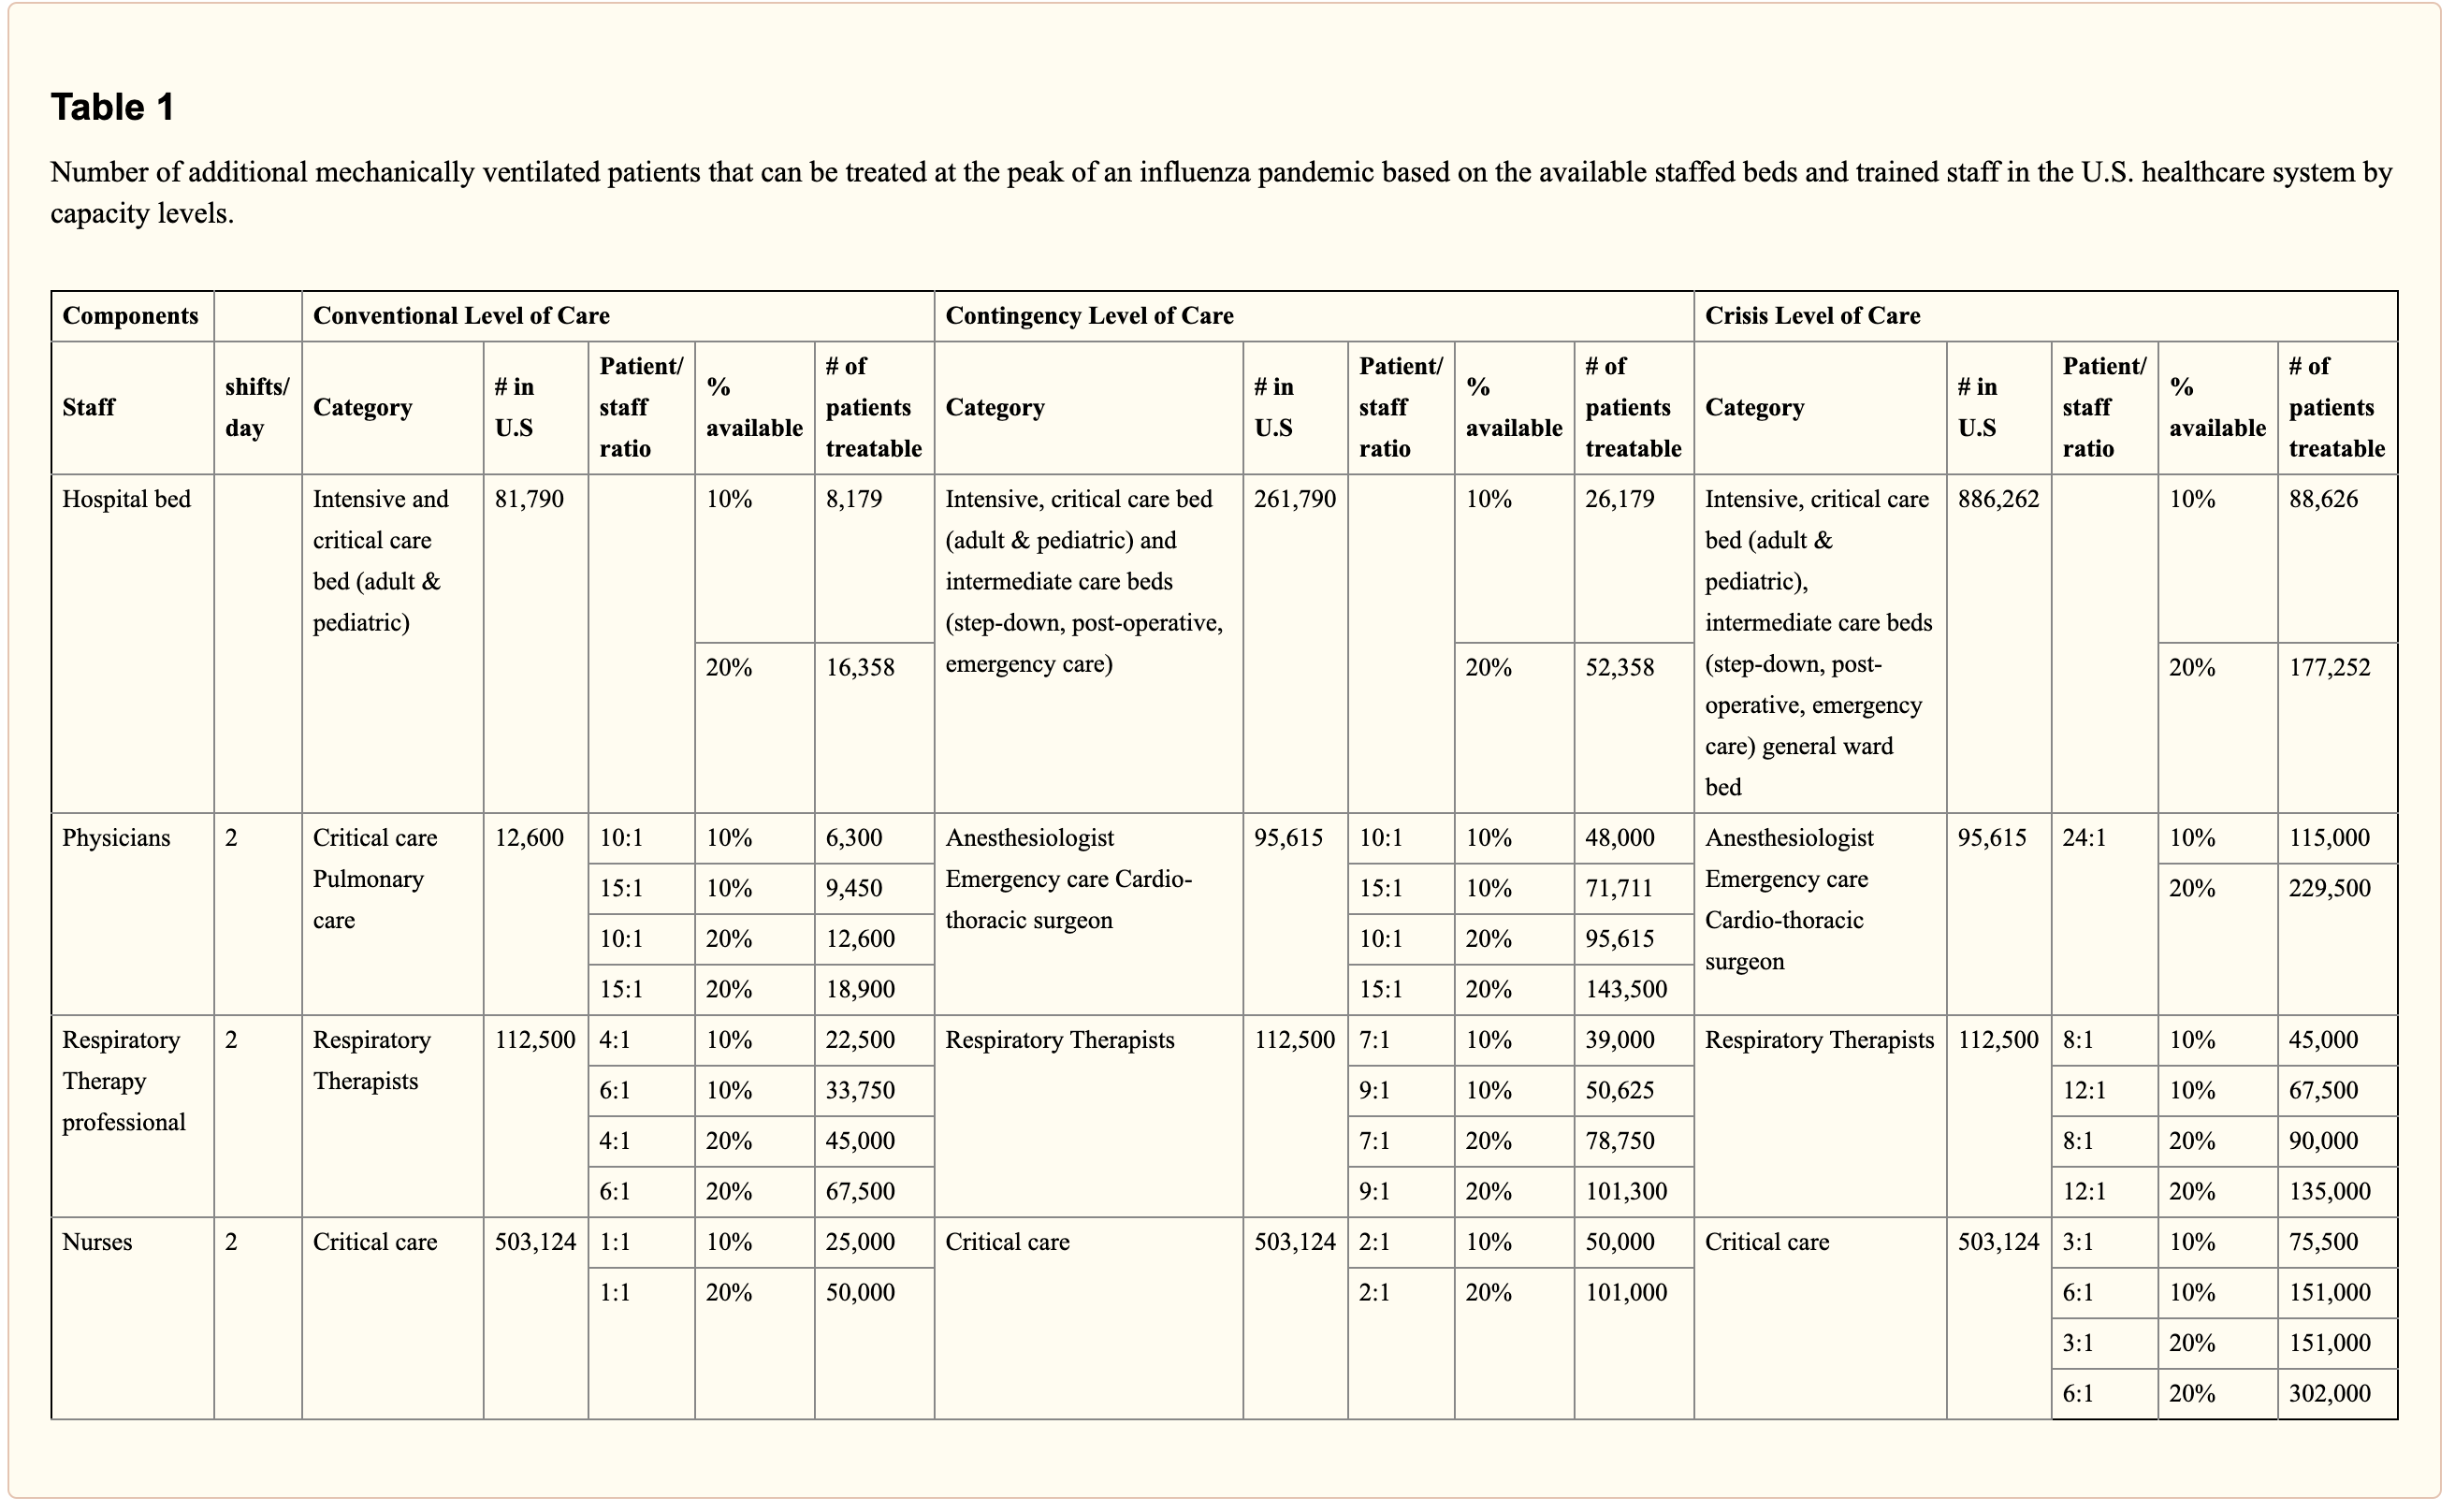 Table 1
Number of additional mechanically ventilated patients that can be treated at the peak of an influenza pandemic based on the available staffed beds and trained staff in the U.S. healthcare system by
capacity levels.
Components Conventional Level of Care Contingency Level of Care Crisis Level of Care
Staff shifts/ day Category # in U.S Patient/ staff ratio % available # of patients treatable Category # in U.S Patient/ staff ratio % available # of patients treatable Category # in U.S Patient/ staff ratio % available # of patients treatable
Hospital bed Intensive and 81,790 10% 8,179 Intensive, critical care bed 261,790 10% 26,179 Intensive, critical care 886,262 10% 88,626
critical care (adult & pediatric) and bed (adult &
bed (adult & intermediate care beds pediatric),
pediatric) (step-down, post-operative, intermediate care beds
20% 16,358 emergency care) 20% 52,358 (step-down, post- 20% 177,252
operative, emergency
care) general ward
bed
Physicians 2 Critical care 12,600 10:1 10% 6,300 Anesthesiologist 95,615 10:1 10% 48,000 Anesthesiologist 95,615 24:1 10% 115,000
Pulmonary 15:1 10% 9,450 Emergency care Cardio- 15:1 10% 71,711 Emergency care 20% 229,500
care 10:1 20% 12,600 thoracic surgeon 10:1 20% 95,615 Cardio-thoracic
15:1 20% 18,900 15:1 20% 143,500 surgeon
Respiratory 2 Respiratory 112,500 4:1 10% 22,500 Respiratory Therapists 112,500 7:1 10% 39,000 Respiratory Therapists 112,500 8:1 10% 45,000
Therapy Therapists 6:1 10% 33,750 9:1 10% 50,625 12:1 10% 67,500
professional 4:1 20% 45,000 7:1 20% 78,750 8:1 20% 90,000
6:1 20% 67,500 9:1 20% 101,300 12:1 20% 135,000
Nurses 2 Critical care 503,124 1:1 10% 25,000 Critical care 503,124 2:1 10% 50,000 Critical care 503,124 3:1 10% 75,500
1:1 20% 50,000 2:1 20% 101,000 6:1 10% 151,000
3:1 20% 151,000
6:1 20% 302,000